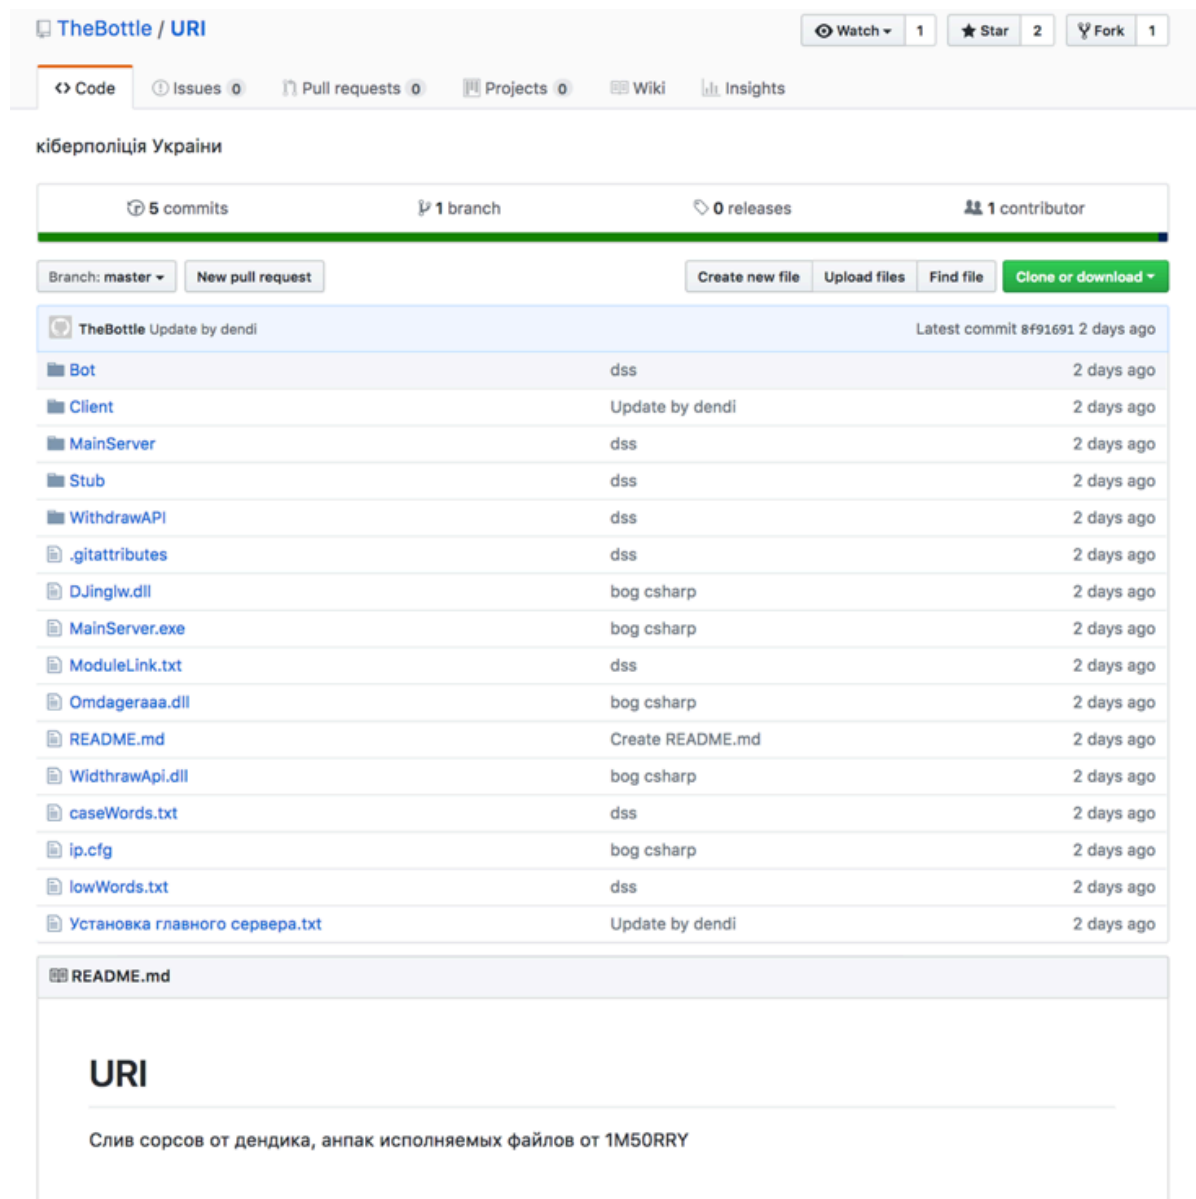 TheBottle / URI
Watch 1 Star 2 Fork 1
Code Issues 0 Pull requests 0 Projects 0 Wiki Insights
кіберполіція України
5 commits 1 branch 0 releases 1 contributor
Branch: master New pull request Create new file Upload files Find file Clone or download
TheBottle Update by dendi Latest commit 8f91691 2 days ago
Bot dss 2 days ago
Client Update by dendi 2 days ago
MainServer dss 2 days ago
Stub dss 2 days ago
WithdrawAPI dss 2 days ago
.gitattributes dss 2 days ago
DJinglw.dll bog csharp 2 days ago
MainServer.exe bog csharp 2 days ago
ModuleLink.txt dss 2 days ago
Omdageraaa.dll bog csharp 2 days ago
README.md Create README.md 2 days ago
WidthrawApi.dll bog csharp 2 days ago
caseWords.txt dss 2 days ago
ip.cfg bog csharp 2 days ago
lowWords.txt dss 2 days ago
Установка главного сервера.txt Update by dendi 2 days ago
README.md
URI
Слив сорсов от дендика, анпак исполняемых файлов от 1M50RRY